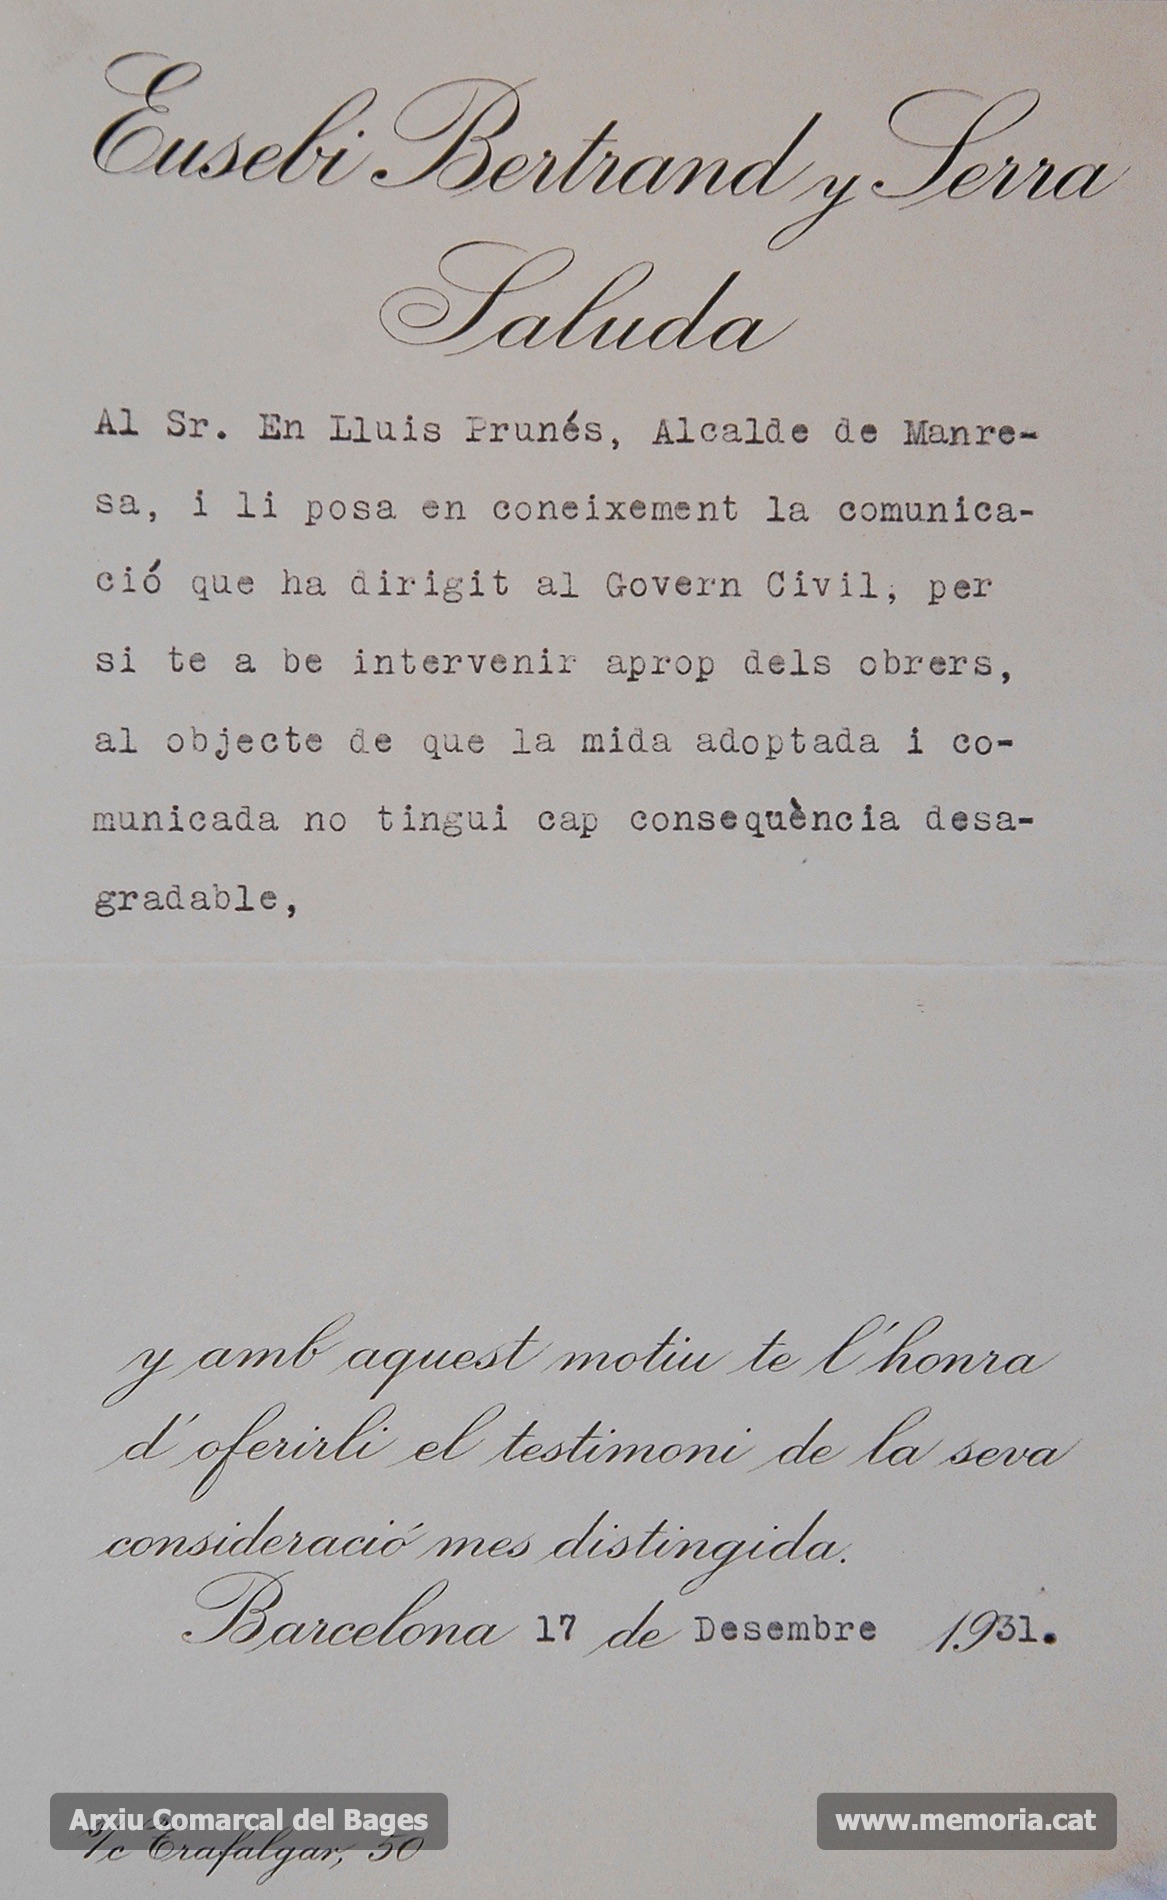 Eusebi Bertrand y Serra
Saluda
Al Sr. En Lluis Prunés, Alcalde de Manre-
sa, i li posa en coneixement la comunica-
ció que ha dirigit al Govern Civil, per
si te a be intervenir aprop dels obrers,
al objecte de que la mida adoptada i co-
municada no tingui cap consequència desa-
gradable,
y amb aquest motiu te l'honra
d'oferirli el testimoni de la seva
consideració mes distingida.
Barcelona 17 de Desembre 1931.
Arxiu Comarcal del Bages
www.memoria.cat
s/c Trafalgar, 50